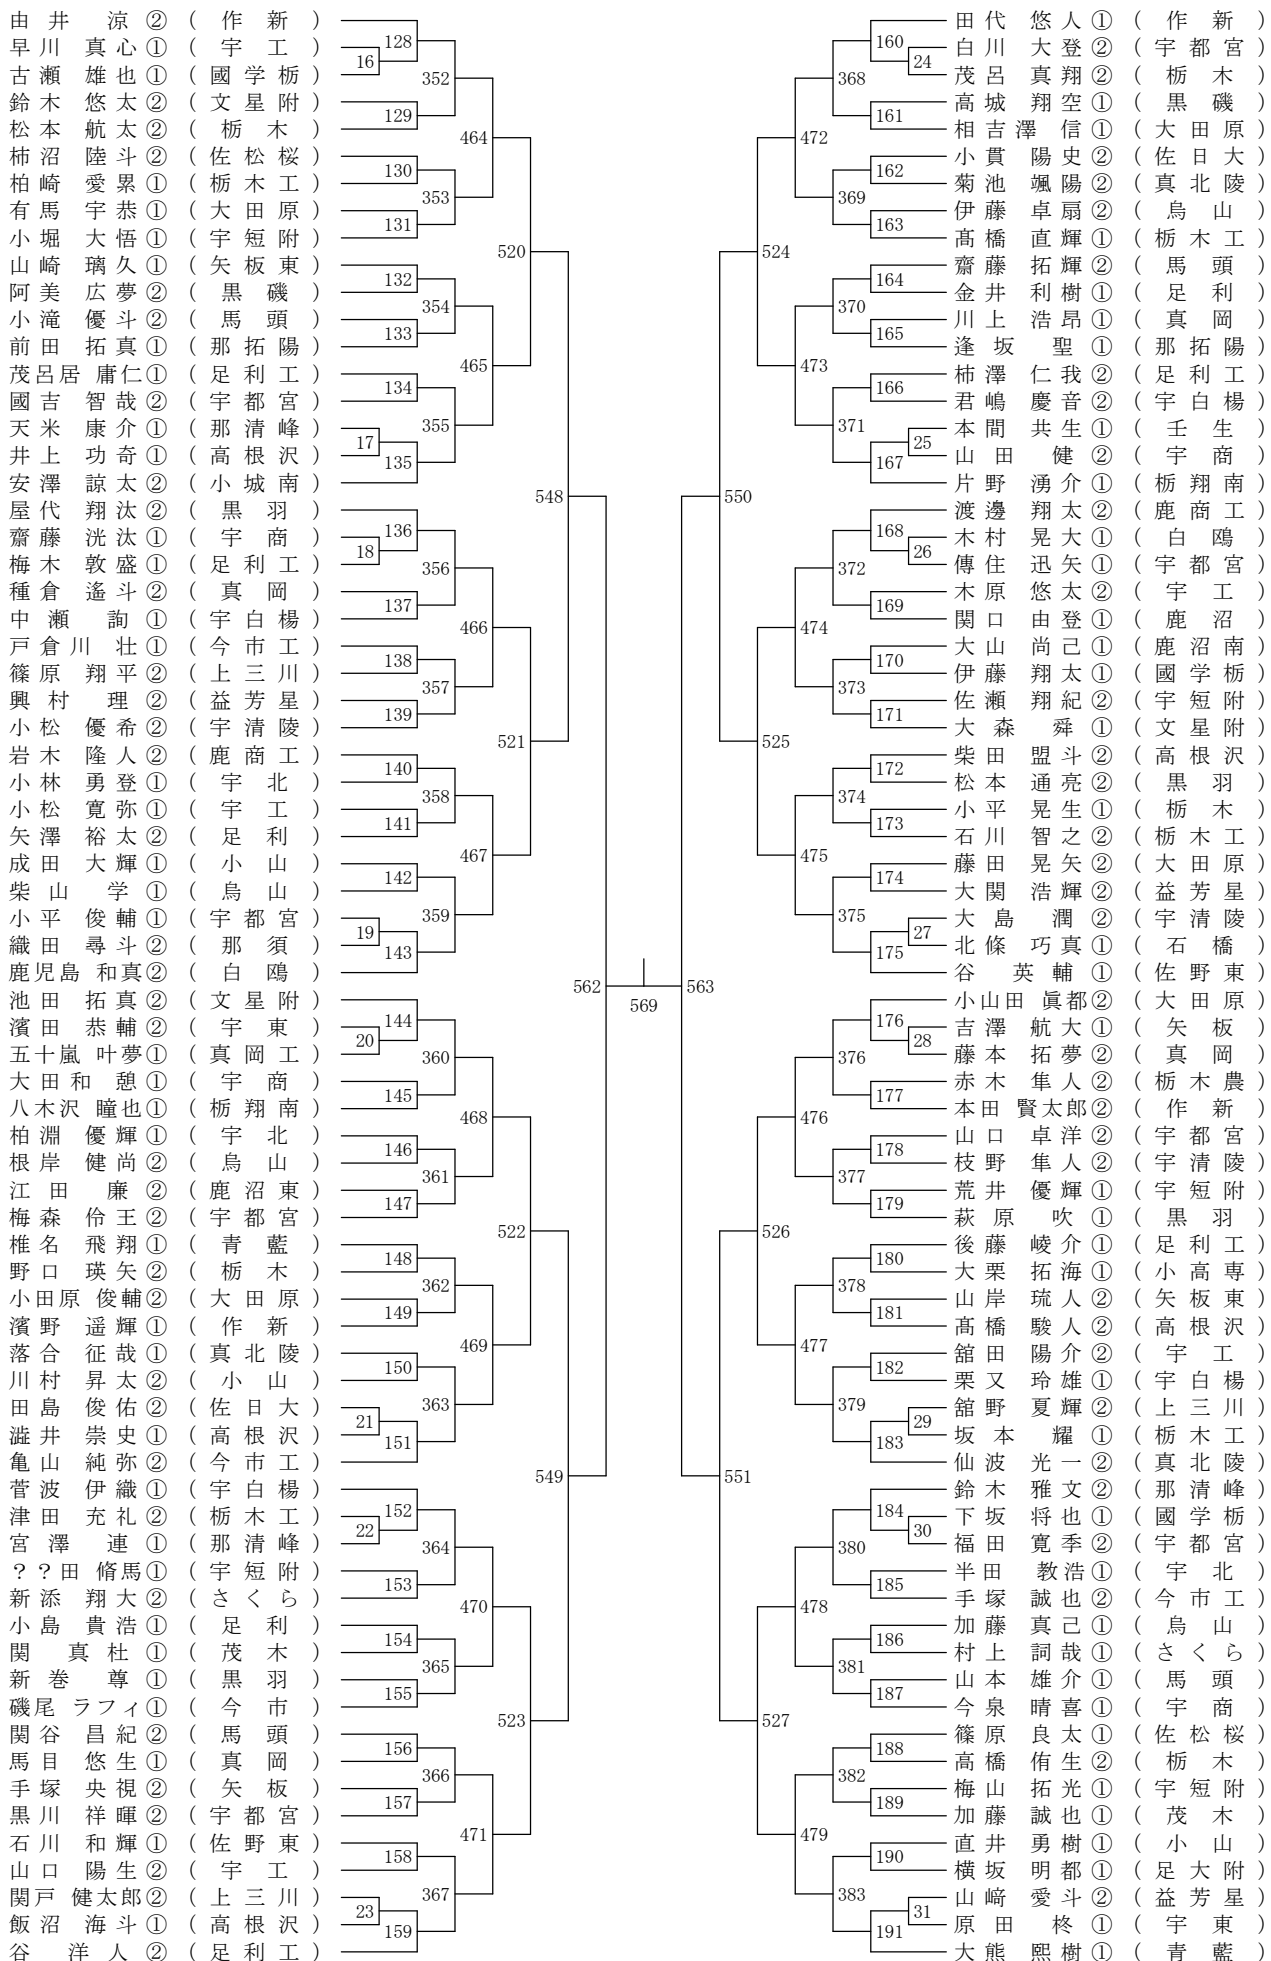 由井 涼② (作新)
早川 真心① (宇工)
古瀬 雄也① (國学栃)
鈴木 悠太② (文星附)
松本 航太② (栃木)
柿沼 陸斗② (佐松桜)
柏崎 愛累① (栃木工)
有馬 宇恭① (大田原)
小堀 大悟① (宇短附)
山崎 璃久① (矢板東)
阿美 広夢② (黒磯)
小滝 優斗② (馬頭)
前田 拓真① (那拓陽)
茂呂居 庸仁① (足利工)
國吉 智哉② (宇都宮)
天米 康介① (那清峰)
井上 功奇① (高根沢)
安澤 諒太② (小城南)
屋代 翔汰② (黒羽)
齋藤 洸汰① (宇商)
梅木 敦盛① (足利工)
種倉 遙斗② (真岡)
中瀬 詢① (宇白楊)
戸倉川 壮① (今市工)
篠原 翔平② (上三川)
興村 理② (益芳星)
小松 優希② (宇清陵)
岩木 隆人② (鹿商工)
小林 勇登① (宇北)
小松 寛弥① (宇工)
矢澤 裕太② (足利)
成田 大輝① (小山)
柴山 学① (烏山)
小平 俊輔① (宇都宮)
織田 尋斗② (那須)
鹿児島 和真② (白鴎)
池田 拓真② (文星附)
濱田 恭輔② (宇東)
五十嵐 叶夢① (真岡工)
大田和 憩① (宇商)
八木沢 瞳也① (栃翔南)
柏淵 優輝① (宇北)
根岸 健尚② (烏山)
江田 廉② (鹿沼東)
梅森 伶王② (宇都宮)
椎名 飛翔① (青藍)
野口 瑛矢② (栃木)
小田原 俊輔② (大田原)
濱野 遥輝① (作新)
落合 征哉① (真北陵)
川村 昇太② (小山)
田島 俊佑② (佐日大)
澁井 崇史① (高根沢)
亀山 純弥② (今市工)
菅波 伊織① (宇白楊)
津田 充礼② (栃木工)
宮澤 連① (那清峰)
??田 脩馬① (宇短附)
新添 翔大② (さくら)
小島 貴浩① (足利)
関 真杜① (茂木)
新巻 尊① (黒羽)
磯尾 ラフィ① (今市)
関谷 昌紀② (馬頭)
馬目 悠生① (真岡)
手塚 央視② (矢板)
黒川 祥暉② (宇都宮)
石川 和輝① (佐野東)
山口 陽生② (宇工)
関戸 健太郎② (上三川)
飯沼 海斗① (高根沢)
谷 洋人② (足利工)
16
17
18
19
20
21
22
23
128
129
130
131
132
133
134
135
136
137
138
139
140
141
142
143
144
145
146
147
148
149
150
151
152
153
154
155
156
157
158
159
352
353
354
355
356
357
358
359
360
361
362
363
364
365
366
367
464
465
466
467
468
469
470
471
520
521
522
523
548
549
562
569
563
550
551
524
525
526
527
472
473
474
475
476
477
478
479
368
369
370
371
372
373
374
375
376
377
378
379
380
381
382
383
160
161
162
163
164
165
166
167
168
169
170
171
172
173
174
175
176
177
178
179
180
181
182
183
184
185
186
187
188
189
190
191
24
25
26
27
28
29
30
31
田代 悠人① (作新)
白川 大登② (宇都宮)
茂呂 真翔② (栃木)
高城 翔空① (黒磯)
相吉澤 信① (大田原)
小貫 陽史② (佐日大)
菊池 颯陽② (真北陵)
伊藤 卓扇② (烏山)
髙橋 直輝① (栃木工)
齋藤 拓輝② (馬頭)
金井 利樹① (足利)
川上 浩昂① (真岡)
逢坂 聖① (那拓陽)
柿澤 仁我② (足利工)
君嶋 慶音② (宇白楊)
本間 共生① (壬生)
山田 健② (宇商)
片野 湧介① (栃翔南)
渡邊 翔太② (鹿商工)
木村 晃大① (白鴎)
傳住 迅矢① (宇都宮)
木原 悠太② (宇工)
関口 由登① (鹿沼)
大山 尚己① (鹿沼南)
伊藤 翔太① (國学栃)
佐瀬 翔紀② (宇短附)
大森 舜① (文星附)
柴田 盟斗② (高根沢)
松本 通亮② (黒羽)
小平 晃生① (栃木)
石川 智之② (栃木工)
藤田 晃矢② (大田原)
大関 浩輝② (益芳星)
大島 潤② (宇清陵)
北條 巧真① (石橋)
谷 英輔① (佐野東)
小山田 眞都② (大田原)
吉澤 航大① (矢板)
藤本 拓夢② (真岡)
赤木 隼人② (栃木農)
本田 賢太郎② (作新)
山口 卓洋② (宇都宮)
枝野 隼人② (宇清陵)
荒井 優輝① (宇短附)
萩原 吹① (黒羽)
後藤 崚介① (足利工)
大栗 拓海① (小高専)
山岸 琉人② (矢板東)
髙橋 駿人② (高根沢)
舘田 陽介② (宇工)
栗又 玲雄① (宇白楊)
舘野 夏輝② (上三川)
坂本 耀① (栃木工)
仙波 光一② (真北陵)
鈴木 雅文② (那清峰)
下坂 将也① (國学栃)
福田 寛季② (宇都宮)
半田 教浩① (宇北)
手塚 誠也② (今市工)
加藤 真己① (烏山)
村上 詞哉① (さくら)
山本 雄介① (馬頭)
今泉 晴喜① (宇商)
篠原 良太① (佐松桜)
高橋 侑生② (栃木)
梅山 拓光① (宇短附)
加藤 誠也① (茂木)
直井 勇樹① (小山)
横坂 明都① (足大附)
山﨑 愛斗② (益芳星)
原田 柊① (宇東)
大熊 熙樹① (青藍)